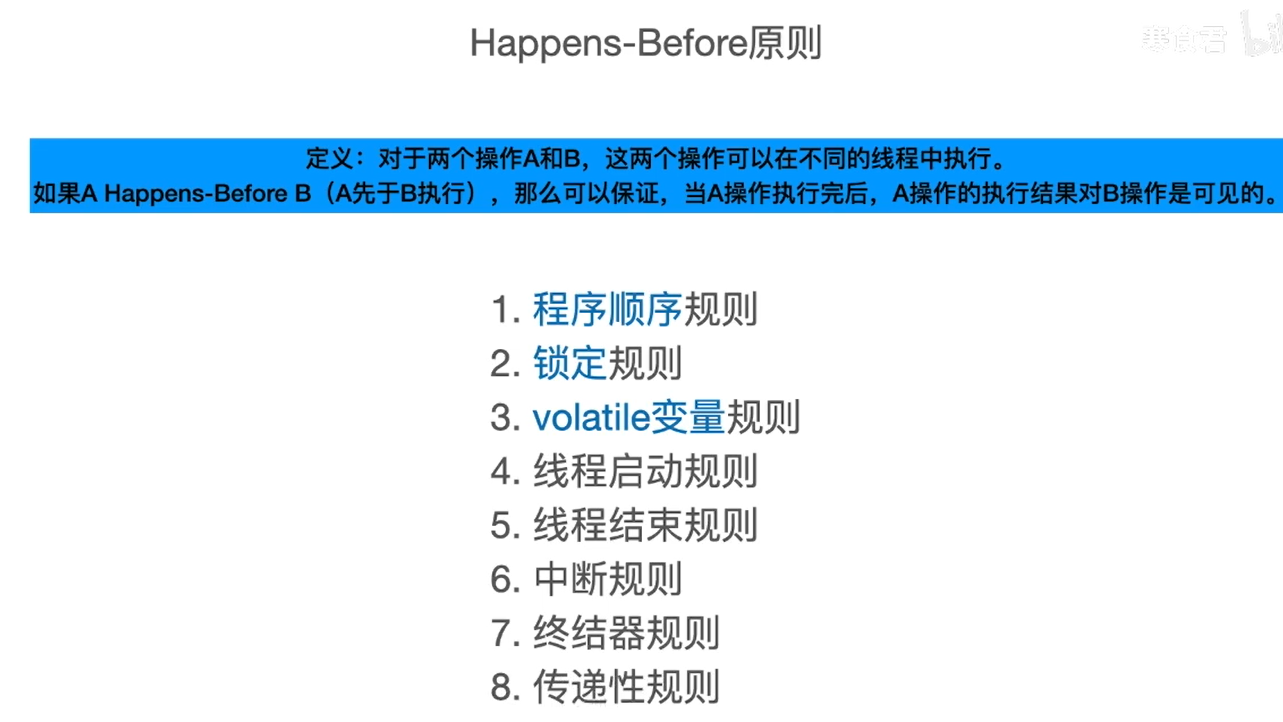 Happens-Before原则
寒食君
定义：对于两个操作A和B，这两个操作可以在不同的线程中执行。
如果A Happens-Before B（A先于B执行），那么可以保证，当A操作执行完后，A操作的执行结果对B操作是可见的。
1. 程序顺序规则
2. 锁定规则
3. volatile变量规则
4. 线程启动规则
5. 线程结束规则
6. 中断规则
7. 终结器规则
8. 传递性规则